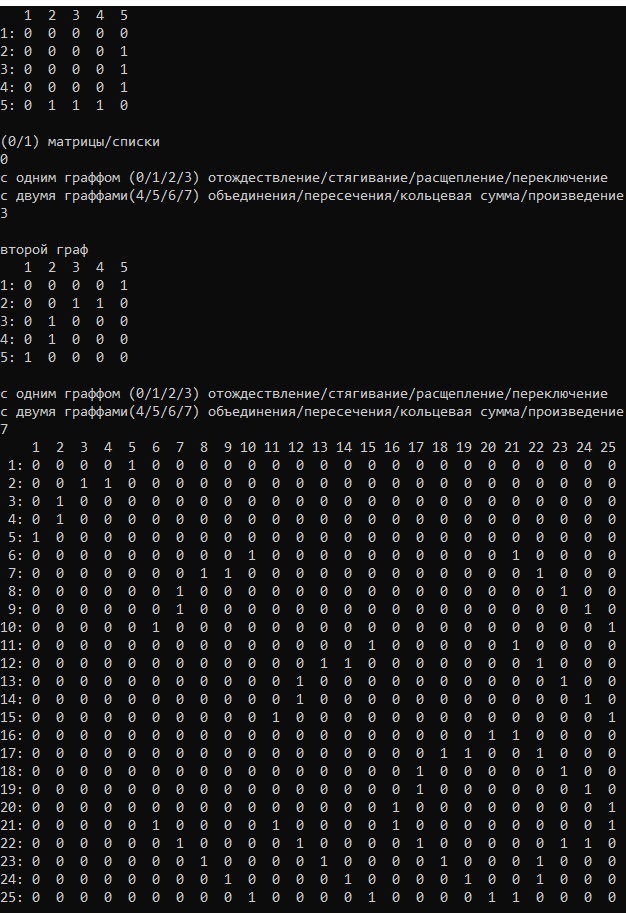 1 2 3 4 5
1: 0 0 0 0 0
2: 0 0 0 0 1
3: 0 0 0 0 1
4: 0 0 0 0 1
5: 0 1 1 1 0
(0/1) матрицы/списки
0
с одним граффом (0/1/2/3) отождествление/стягивание/расщепление/переключение
с двумя граффами(4/5/6/7) объединения/пересечения/кольцевая сумма/произведение
3
второй граф
1 2 3 4 5
1: 0 0 0 0 1
2: 0 0 1 1 0
3: 0 1 0 0 0
4: 0 1 0 0 0
5: 1 0 0 0 0
с одним граффом (0/1/2/3) отождествление/стягивание/расщепление/переключение
с двумя граффами(4/5/6/7) объединения/пересечения/кольцевая сумма/произведение
7
1 2 3 4 5 6 7 8 9 10 11 12 13 14 15 16 17 18 19 20 21 22 23 24 25
1: 0 0 0 0 1 0 0 0 0 0 0 0 0 0 0 0 0 0 0 0 0 0 0 0 0
2: 0 0 1 1 0 0 0 0 0 0 0 0 0 0 0 0 0 0 0 0 0 0 0 0 0
3: 0 1 0 0 0 0 0 0 0 0 0 0 0 0 0 0 0 0 0 0 0 0 0 0 0
4: 0 1 0 0 0 0 0 0 0 0 0 0 0 0 0 0 0 0 0 0 0 0 0 0 0
5: 1 0 0 0 0 0 0 0 0 0 0 0 0 0 0 0 0 0 0 0 0 0 0 0 0
6: 0 0 0 0 0 0 0 0 0 1 0 0 0 0 0 0 0 0 0 0 1 0 0 0 0
7: 0 0 0 0 0 0 0 1 1 0 0 0 0 0 0 0 0 0 0 0 0 1 0 0 0
8: 0 0 0 0 0 0 1 0 0 0 0 0 0 0 0 0 0 0 0 0 0 0 1 0 0
9: 0 0 0 0 0 0 1 0 0 0 0 0 0 0 0 0 0 0 0 0 0 0 0 1 0
10: 0 0 0 0 0 1 0 0 0 0 0 0 0 0 0 0 0 0 0 0 0 0 0 0 1
11: 0 0 0 0 0 0 0 0 0 0 0 0 0 0 1 0 0 0 0 0 1 0 0 0 0
12: 0 0 0 0 0 0 0 0 0 0 0 0 1 1 0 0 0 0 0 0 0 1 0 0 0
13: 0 0 0 0 0 0 0 0 0 0 0 1 0 0 0 0 0 0 0 0 0 0 1 0 0
14: 0 0 0 0 0 0 0 0 0 0 0 1 0 0 0 0 0 0 0 0 0 0 0 1 0
15: 0 0 0 0 0 0 0 0 0 0 1 0 0 0 0 0 0 0 0 0 0 0 0 0 1
16: 0 0 0 0 0 0 0 0 0 0 0 0 0 0 0 0 0 0 0 1 1 0 0 0 0
17: 0 0 0 0 0 0 0 0 0 0 0 0 0 0 0 0 0 1 1 0 0 1 0 0 0
18: 0 0 0 0 0 0 0 0 0 0 0 0 0 0 0 0 1 0 0 0 0 0 1 0 0
19: 0 0 0 0 0 0 0 0 0 0 0 0 0 0 0 0 1 0 0 0 0 0 0 1 0
20: 0 0 0 0 0 0 0 0 0 0 0 0 0 0 0 1 0 0 0 0 0 0 0 0 1
21: 0 0 0 0 0 1 0 0 0 0 1 0 0 0 0 1 0 0 0 0 0 0 0 0 1
22: 0 0 0 0 0 0 1 0 0 0 0 1 0 0 0 0 1 0 0 0 0 0 1 1 0
23: 0 0 0 0 0 0 0 1 0 0 0 0 1 0 0 0 0 1 0 0 0 1 0 0 0
24: 0 0 0 0 0 0 0 0 1 0 0 0 0 1 0 0 0 0 1 0 0 1 0 0 0
25: 0 0 0 0 0 0 0 0 0 1 0 0 0 0 1 0 0 0 0 1 1 0 0 0 0